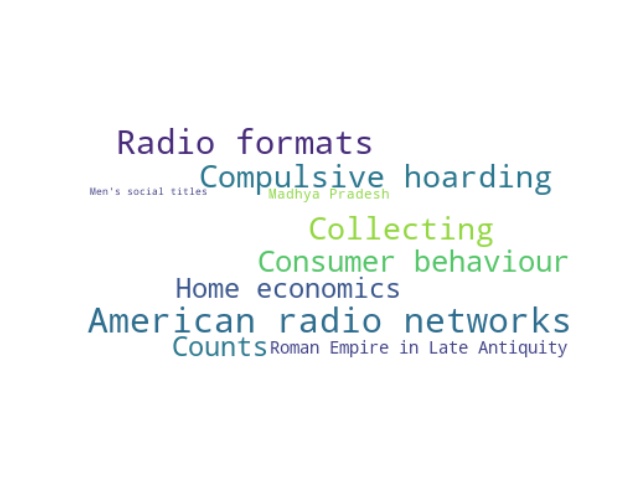 Radio formats
Compulsive hoarding
Men's social titles
Madhya Pradesh
Collecting
Consumer behaviour
Home economics
American radio networks
Counts
Roman Empire in Late Antiquity